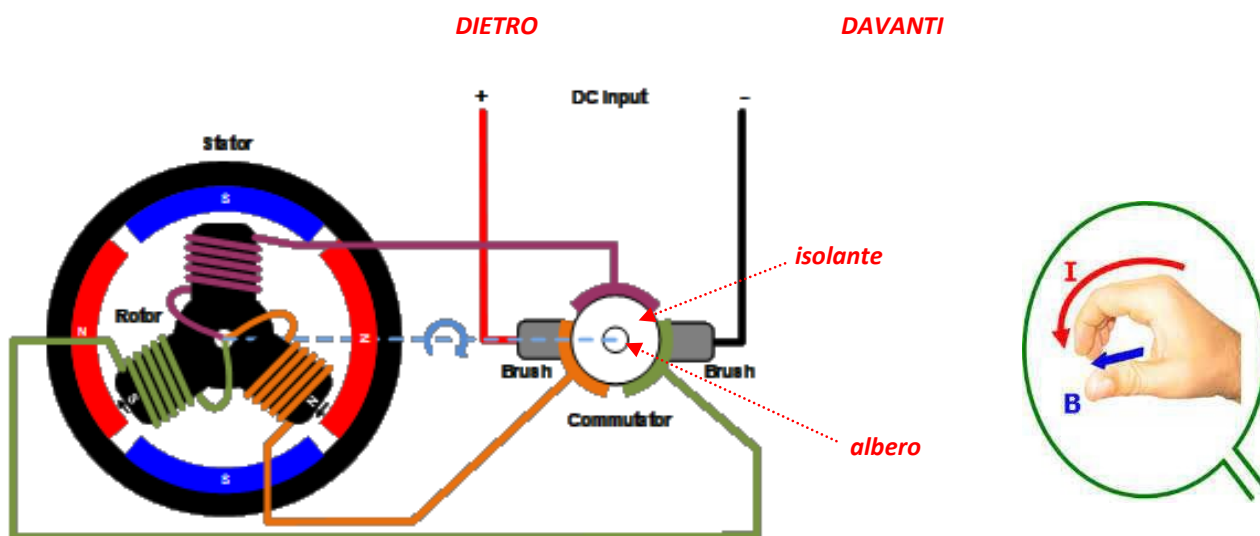 DIETRO DAVANTI
+ DC Input -
Stator
S
isolante
I
Rotor
N
N
Brush
Brush
B
S
N
Commutator
albero
S